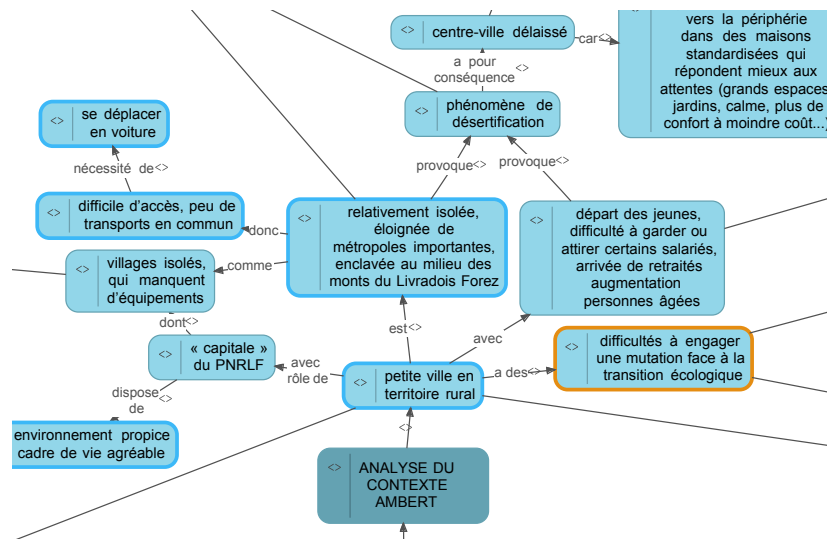 <> centre-ville délaissé
car<>
vers la périphérie
dans des maisons
standardisées qui
<> répondent mieux aux
attentes (grands espaces,
jardins, calme, plus de
confort à moindre coût...)
a pour <>
conséquence
<> phénomène de
désertification
<> se déplacer
en voiture
nécessité de<>
provoque<>
provoque<>
<> difficile d'accès, peu de
transports en commun
donc
<> relativement isolée,
éloignée de
métropoles importantes,
enclavée au milieu des
monts du Livradois Forez
<> départ des jeunes,
difficulté à garder ou
attirer certains salariés,
arrivée de retraités
augmentation
personnes âgées
<> villages isolés,
qui manquent
d'équipements
comme
dont<>
est<>
avec
<> « capitale »
du PNRLF
avec <>
rôle de
<> petite ville en
territoire rural
a des<>
<> difficultés à engager
une mutation face à la
transition écologique
dispose <>
de
environnement propice
cadre de vie agréable
<>
<> ANALYSE DU
CONTEXTE
AMBERT